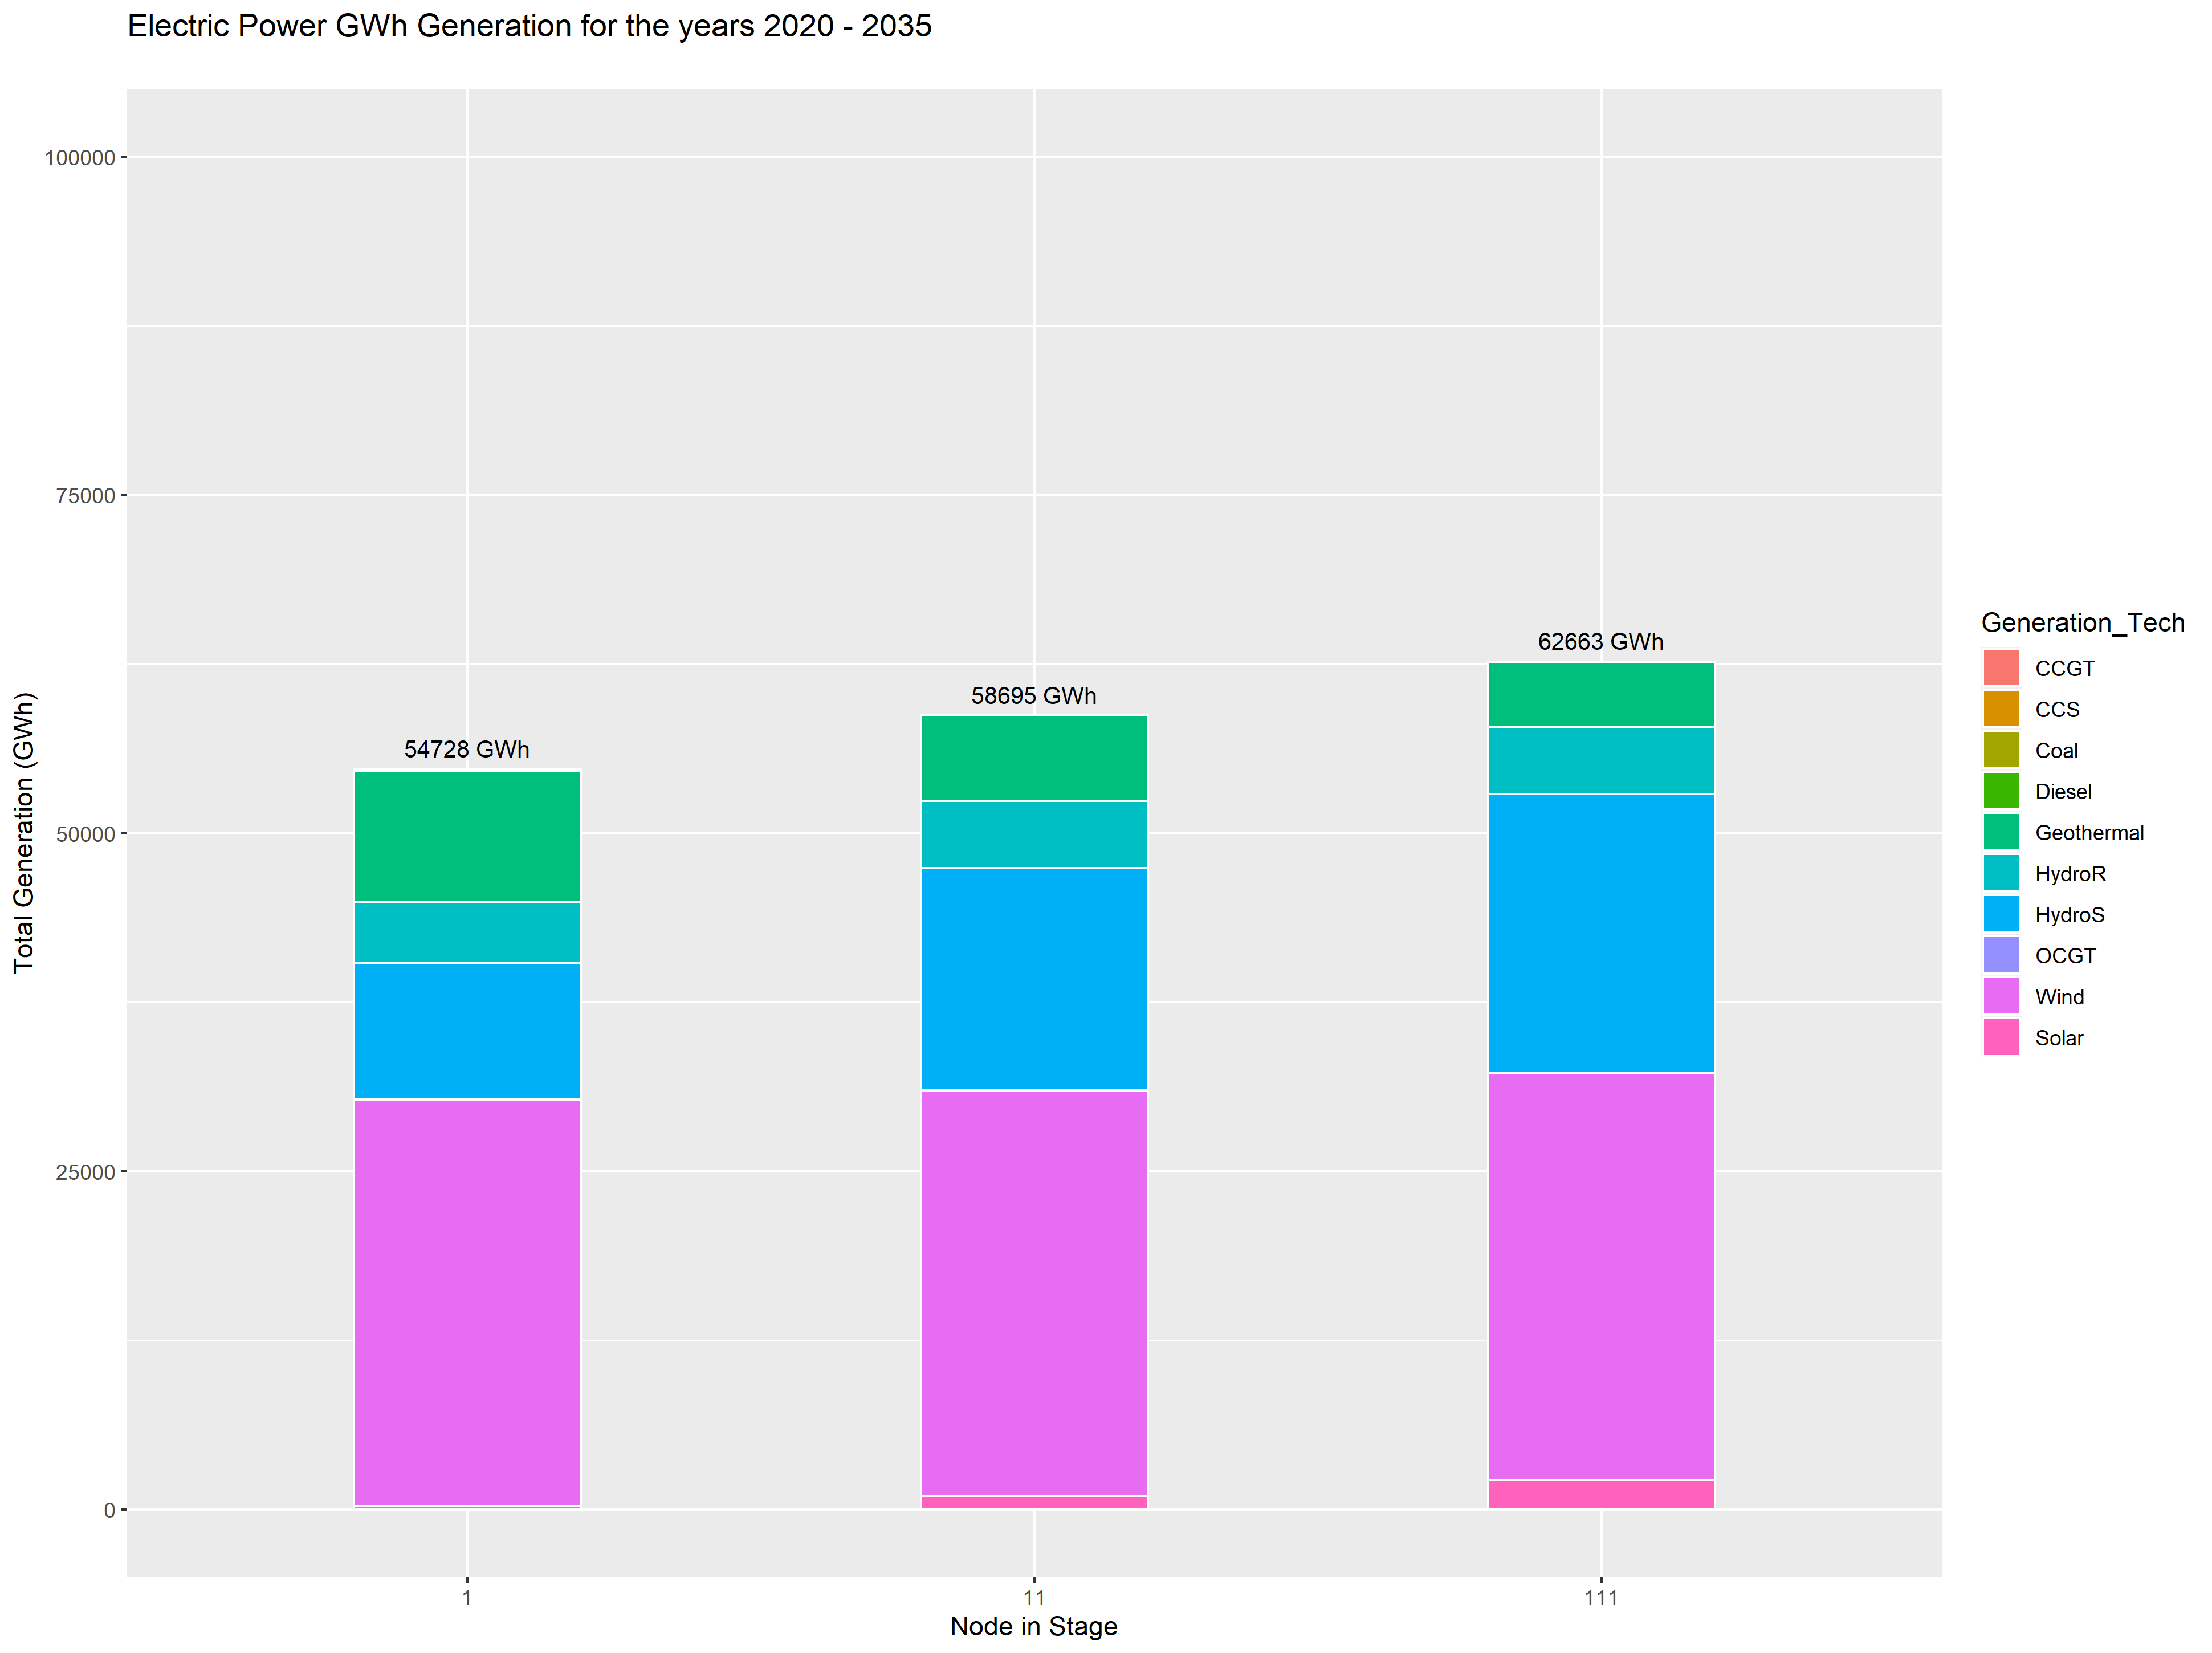 Electric Power GWh Generation for the years 2020 - 2035
Total Generation (GWh)
100000
75000
50000
25000
0
54728 GWh
58695 GWh
62663 GWh
1
11
111
Node in Stage
Generation_Tech
CCGT
CCS
Coal
Diesel
Geothermal
HydroR
HydroS
OCGT
Wind
Solar